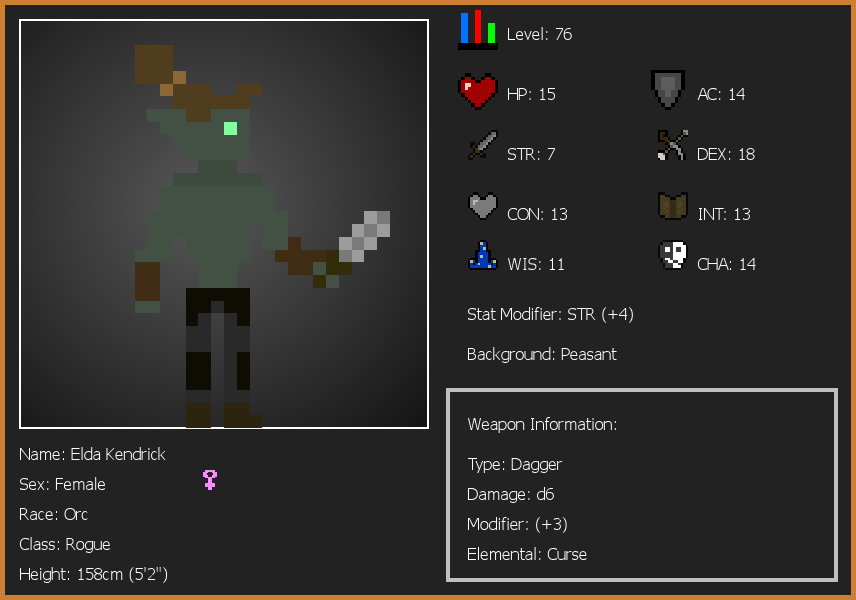 Level: 76
HP: 15
AC: 14
STR: 7
DEX: 18
CON: 13
INT: 13
WIS: 11
CHA: 14
Stat Modifier: STR (+4)
Background: Peasant
Weapon Information:
Type: Dagger
Damage: d6
Modifier: (+3)
Elemental: Curse
Name: Elda Kendrick
Sex: Female
Race: Orc
Class: Rogue
Height: 158cm (5'2")